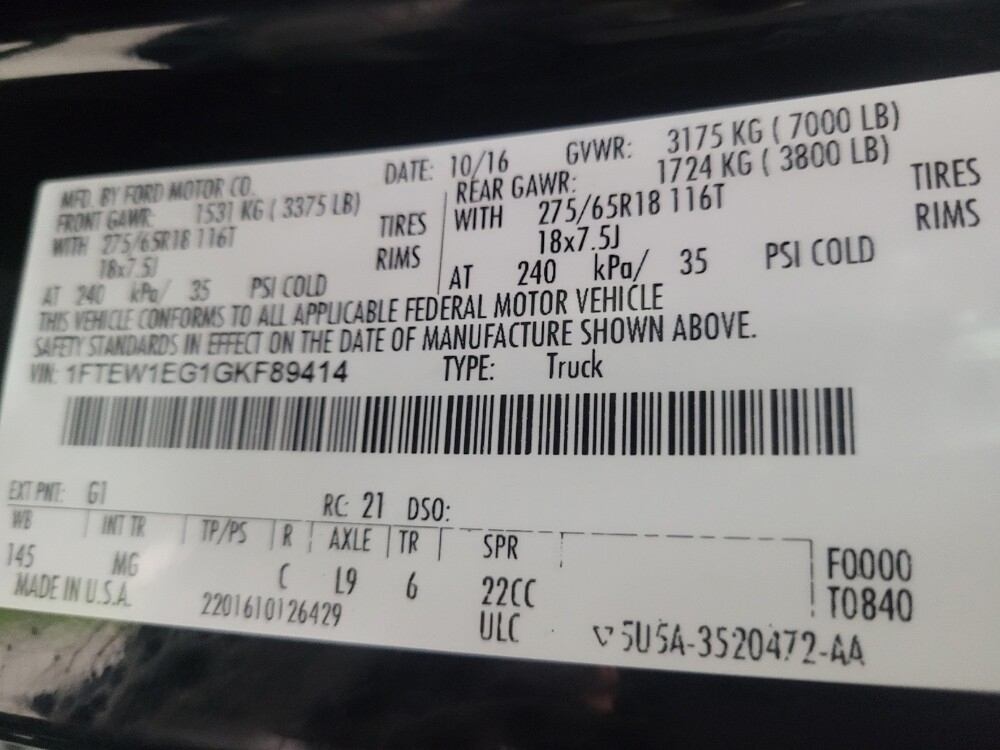 MFD. BY FORD MOTOR CO. DATE: 10/16 GVWR: 3175 KG ( 7000 LB)
FRONT GAWR: 1531 KG ( 3375 LB) REAR GAWR: 1724 KG ( 3800 LB)
WITH 275/65R18 116T TIRES WITH 275/65R18 116T TIRES
18x7.5J RIMS 18x7.5J RIMS
AT 240 kPa/ 35 PSI COLD AT 240 kPa/ 35 PSI COLD
THIS VEHICLE CONFORMS TO ALL APPLICABLE FEDERAL MOTOR VEHICLE
SAFETY STANDARDS IN EFFECT ON THE DATE OF MANUFACTURE SHOWN ABOVE.
VIN: 1FTEW1EG1GKF89414 TYPE: Truck
EXT PNT: G1 RC: 21 DSO:
WB INT TR TP/PS R AXLE TR SPR
145 MG C L9 6 22CC F0000
MADE IN U.S.A. 2201610126429 ULC T0840
5U5A-3520472-AA